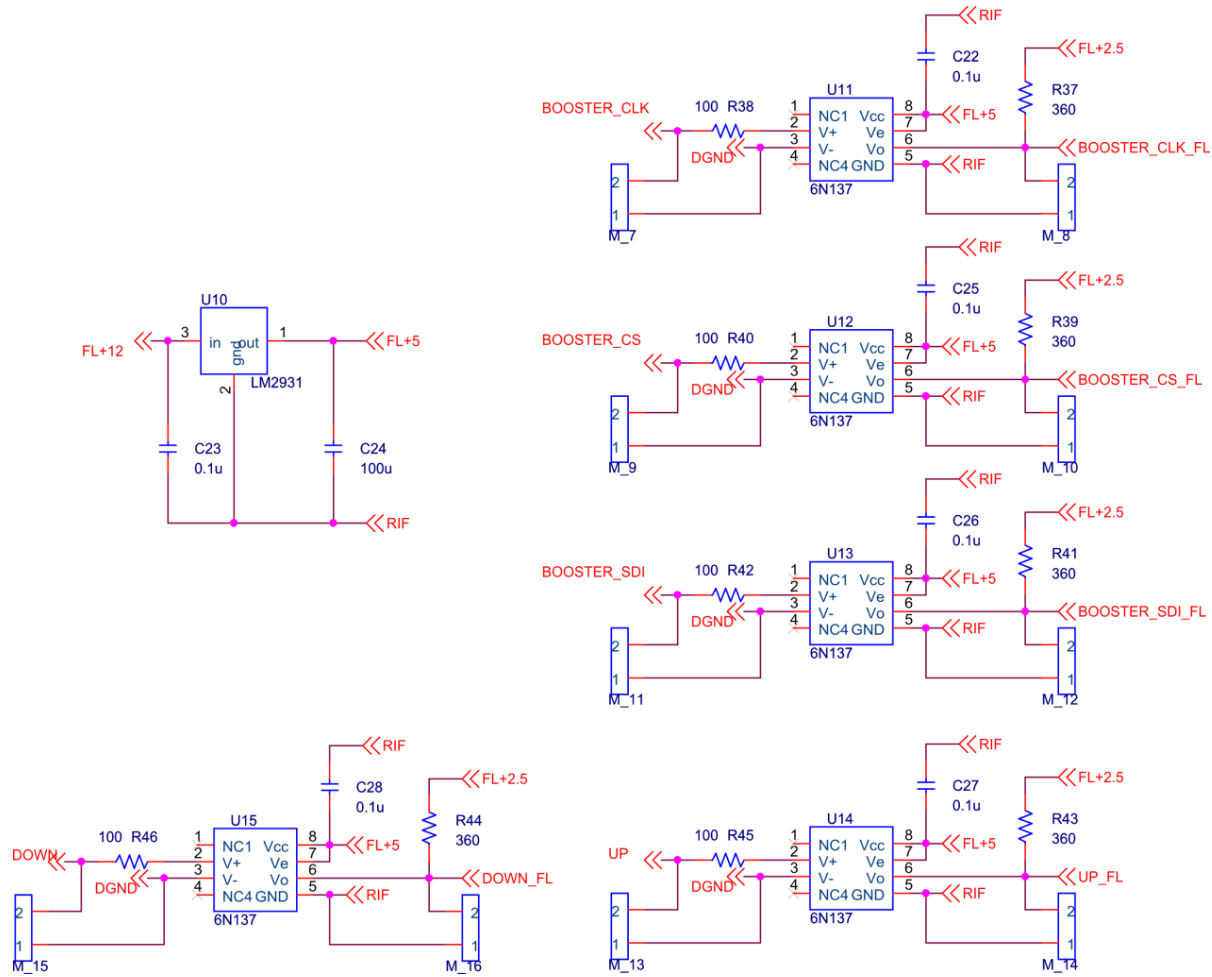 RIF
C22
0.1u
FL+2.5
R37
360
U11
BOOSTER_CLK
100 R38
1 NC1 Vcc 8 FL+5
2 V+ Ve 7
3 V- Vo 6 BOOSTER_CLK_FL
4 NC4 GND 5 RIF
DGND
6N137
2
1
M_7
2
1
M_8
RIF
C25
0.1u
FL+2.5
R39
360
U12
BOOSTER_CS
100 R40
1 NC1 Vcc 8 FL+5
2 V+ Ve 7
3 V- Vo 6 BOOSTER_CS_FL
4 NC4 GND 5 RIF
DGND
6N137
2
1
M_9
2
1
M_10
U10
FL+12
3 in out 1
gnd
2
LM2931
FL+5
C23
0.1u
C24
100u
RIF
RIF
C26
0.1u
FL+2.5
R41
360
U13
BOOSTER_SDI
100 R42
1 NC1 Vcc 8 FL+5
2 V+ Ve 7
3 V- Vo 6 BOOSTER_SDI_FL
4 NC4 GND 5 RIF
DGND
6N137
2
1
M_11
2
1
M_12
RIF
C28
0.1u
FL+2.5
R44
360
U15
DOWN
100 R46
1 NC1 Vcc 8 FL+5
2 V+ Ve 7
3 V- Vo 6 DOWN_FL
4 NC4 GND 5 RIF
DGND
6N137
2
1
M_15
2
1
M_16
RIF
C27
0.1u
FL+2.5
R43
360
U14
UP
100 R45
1 NC1 Vcc 8 FL+5
2 V+ Ve 7
3 V- Vo 6 UP_FL
4 NC4 GND 5 RIF
DGND
6N137
2
1
M_13
2
1
M_14